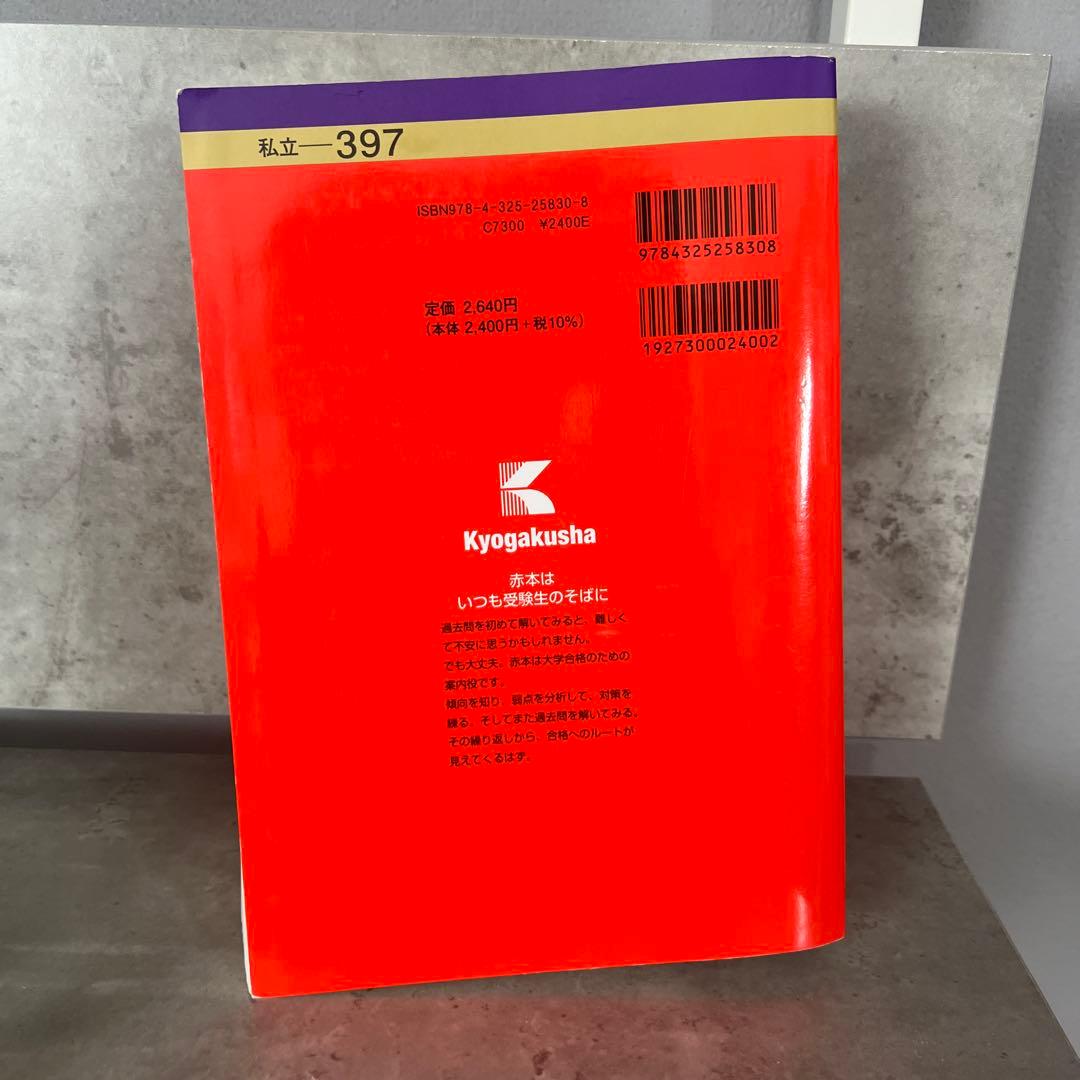 私立—397
ISBN978-4-325-25830-8
C7300 ¥2400E
9784325258308
定価 2,640円
(本体 2,400円+税10%)
1927300024002
Kyogakusha
赤本は
いつも受験生のそばに
過去問を初めて解いてみると、難しく
て不安に思うかもしれません。
でも大丈夫。赤本は大学合格のための
案内役です。
傾向を知り、弱点を分析して、対策を
練る。そしてまた過去問を解いてみる。
その繰り返しから、合格へのルートが
見えてくるはず。